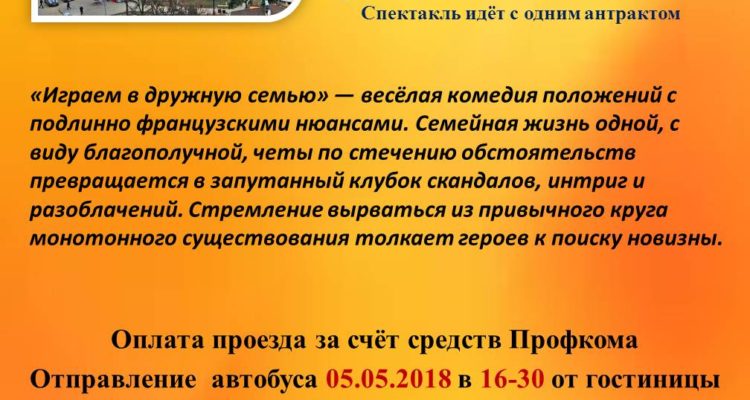 Спектакль идёт с одним антрактом
«Играем в дружную семью» — весёлая комедия положений с
подлинно французскими нюансами. Семейная жизнь одной, с
виду благополучной, четы по стечению обстоятельств
превращается в запутанный клубок скандалов, интриг и
разоблачений. Стремление вырваться из привычного круга
монотонного существования толкает героев к поиску новизны.
Оплата проезда за счёт средств Профкома
Отправление автобуса 05.05.2018 в 16-30 от гостиницы